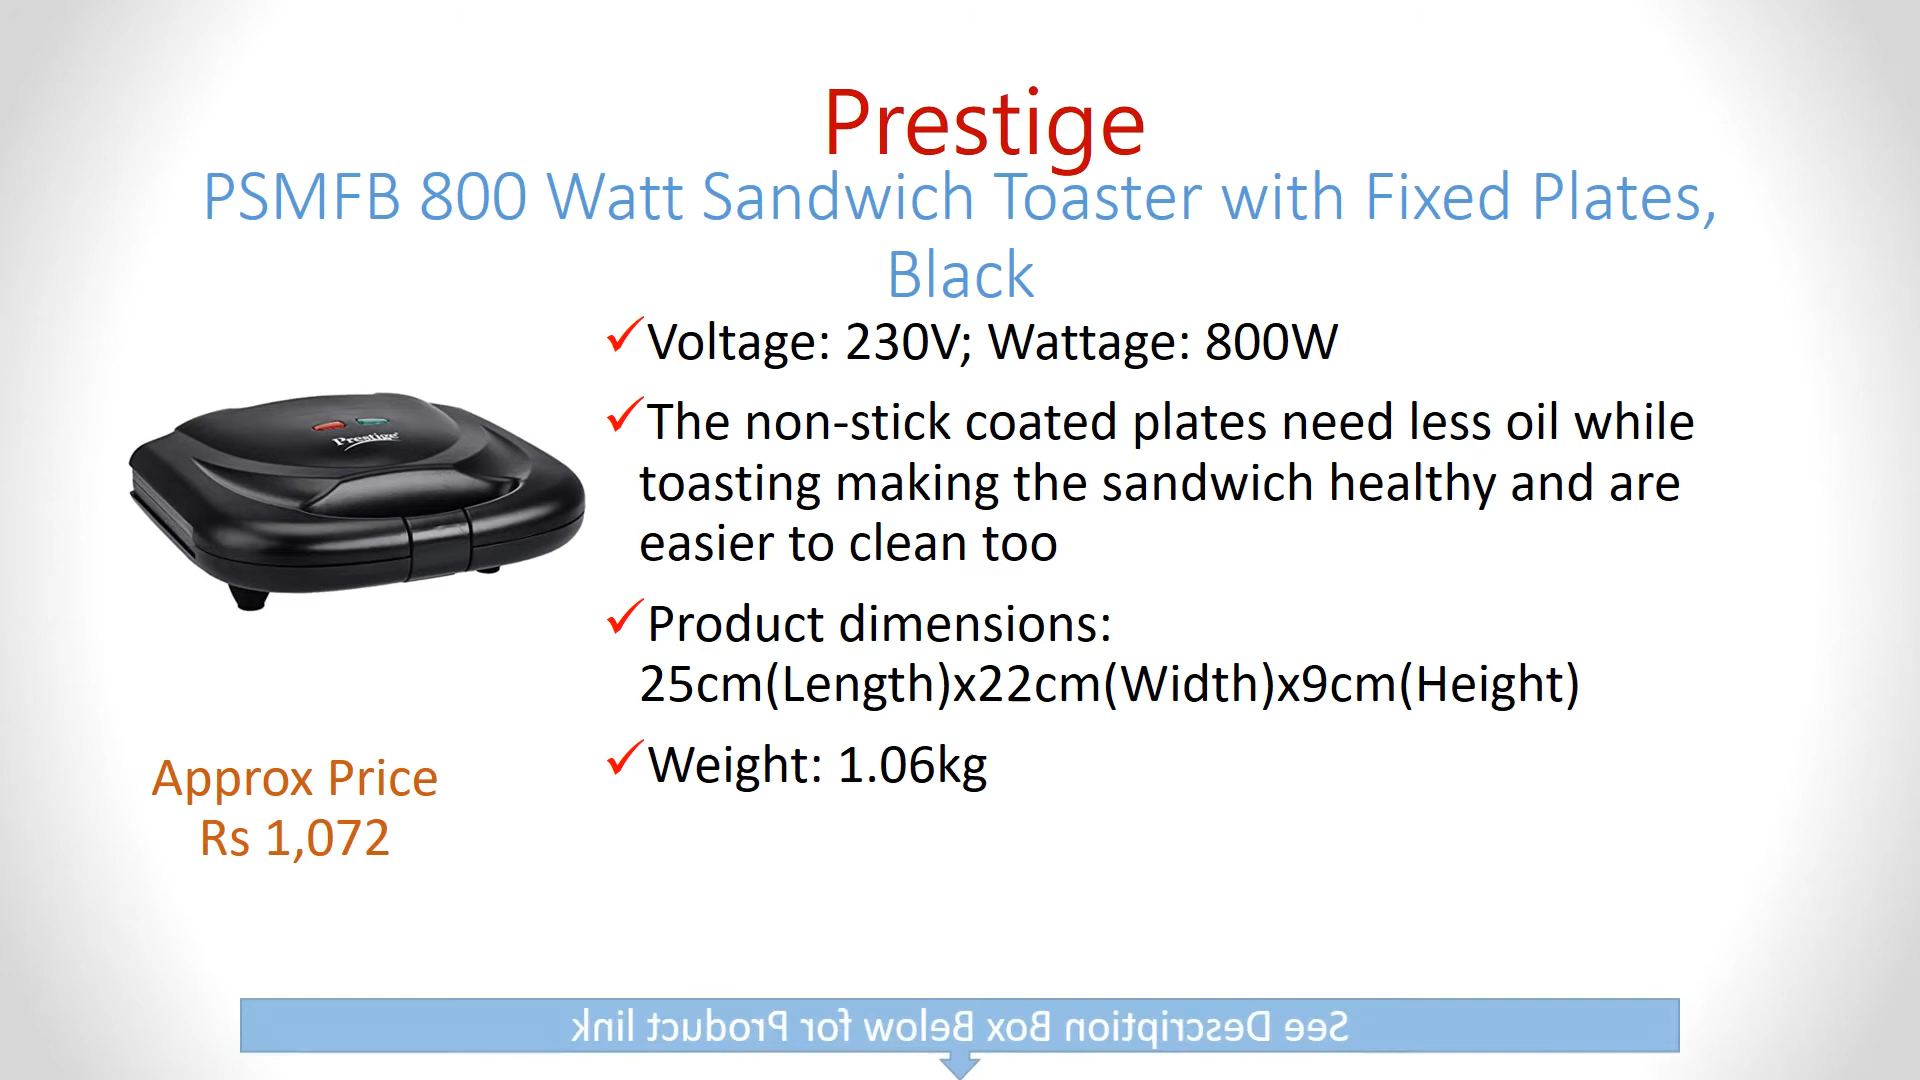 Prestige
PSMFB 800 Watt Sandwich Toaster with Fixed Plates,
Black
Voltage: 230V; Wattage: 800W
The non-stick coated plates need less oil while
toasting making the sandwich healthy and are
easier to clean too
Product dimensions:
25cm(Length)x22cm(Width)x9cm(Height)
Weight: 1.06kg
Prestige
Approx Price
Rs 1,072
See Description Box Below for Product link